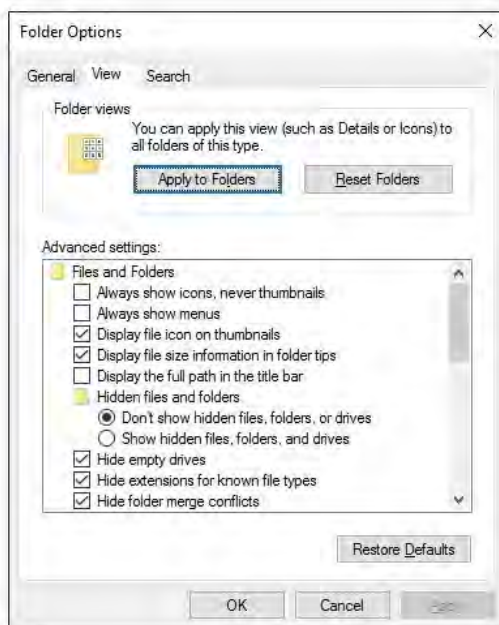 Folder Options
General View Search
Folder views
You can apply this view (such as Details or Icons) to
all folders of this type.
Apply to Folders Reset Folders
Advanced settings:
Files and Folders
Always show icons, never thumbnails
Always show menus
Display file icon on thumbnails
Display file size information in folder tips
Display the full path in the title bar
Hidden files and folders
Don't show hidden files, folders, or drives
Show hidden files, folders, and drives
Hide empty drives
Hide extensions for known file types
Hide folder merge conflicts
Restore Defaults
OK Cancel